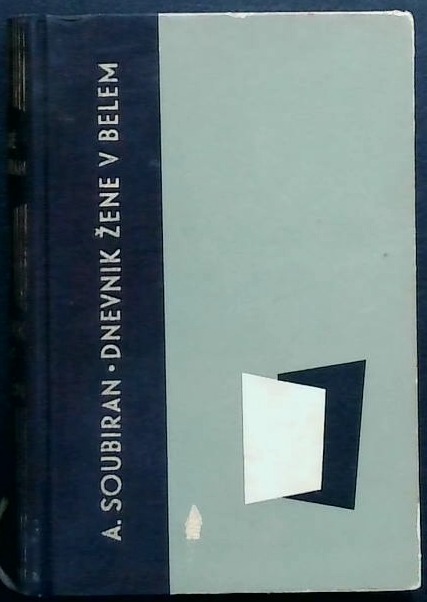 A. SOUBIRAN • DNEVNIK ŽENE V BELEM